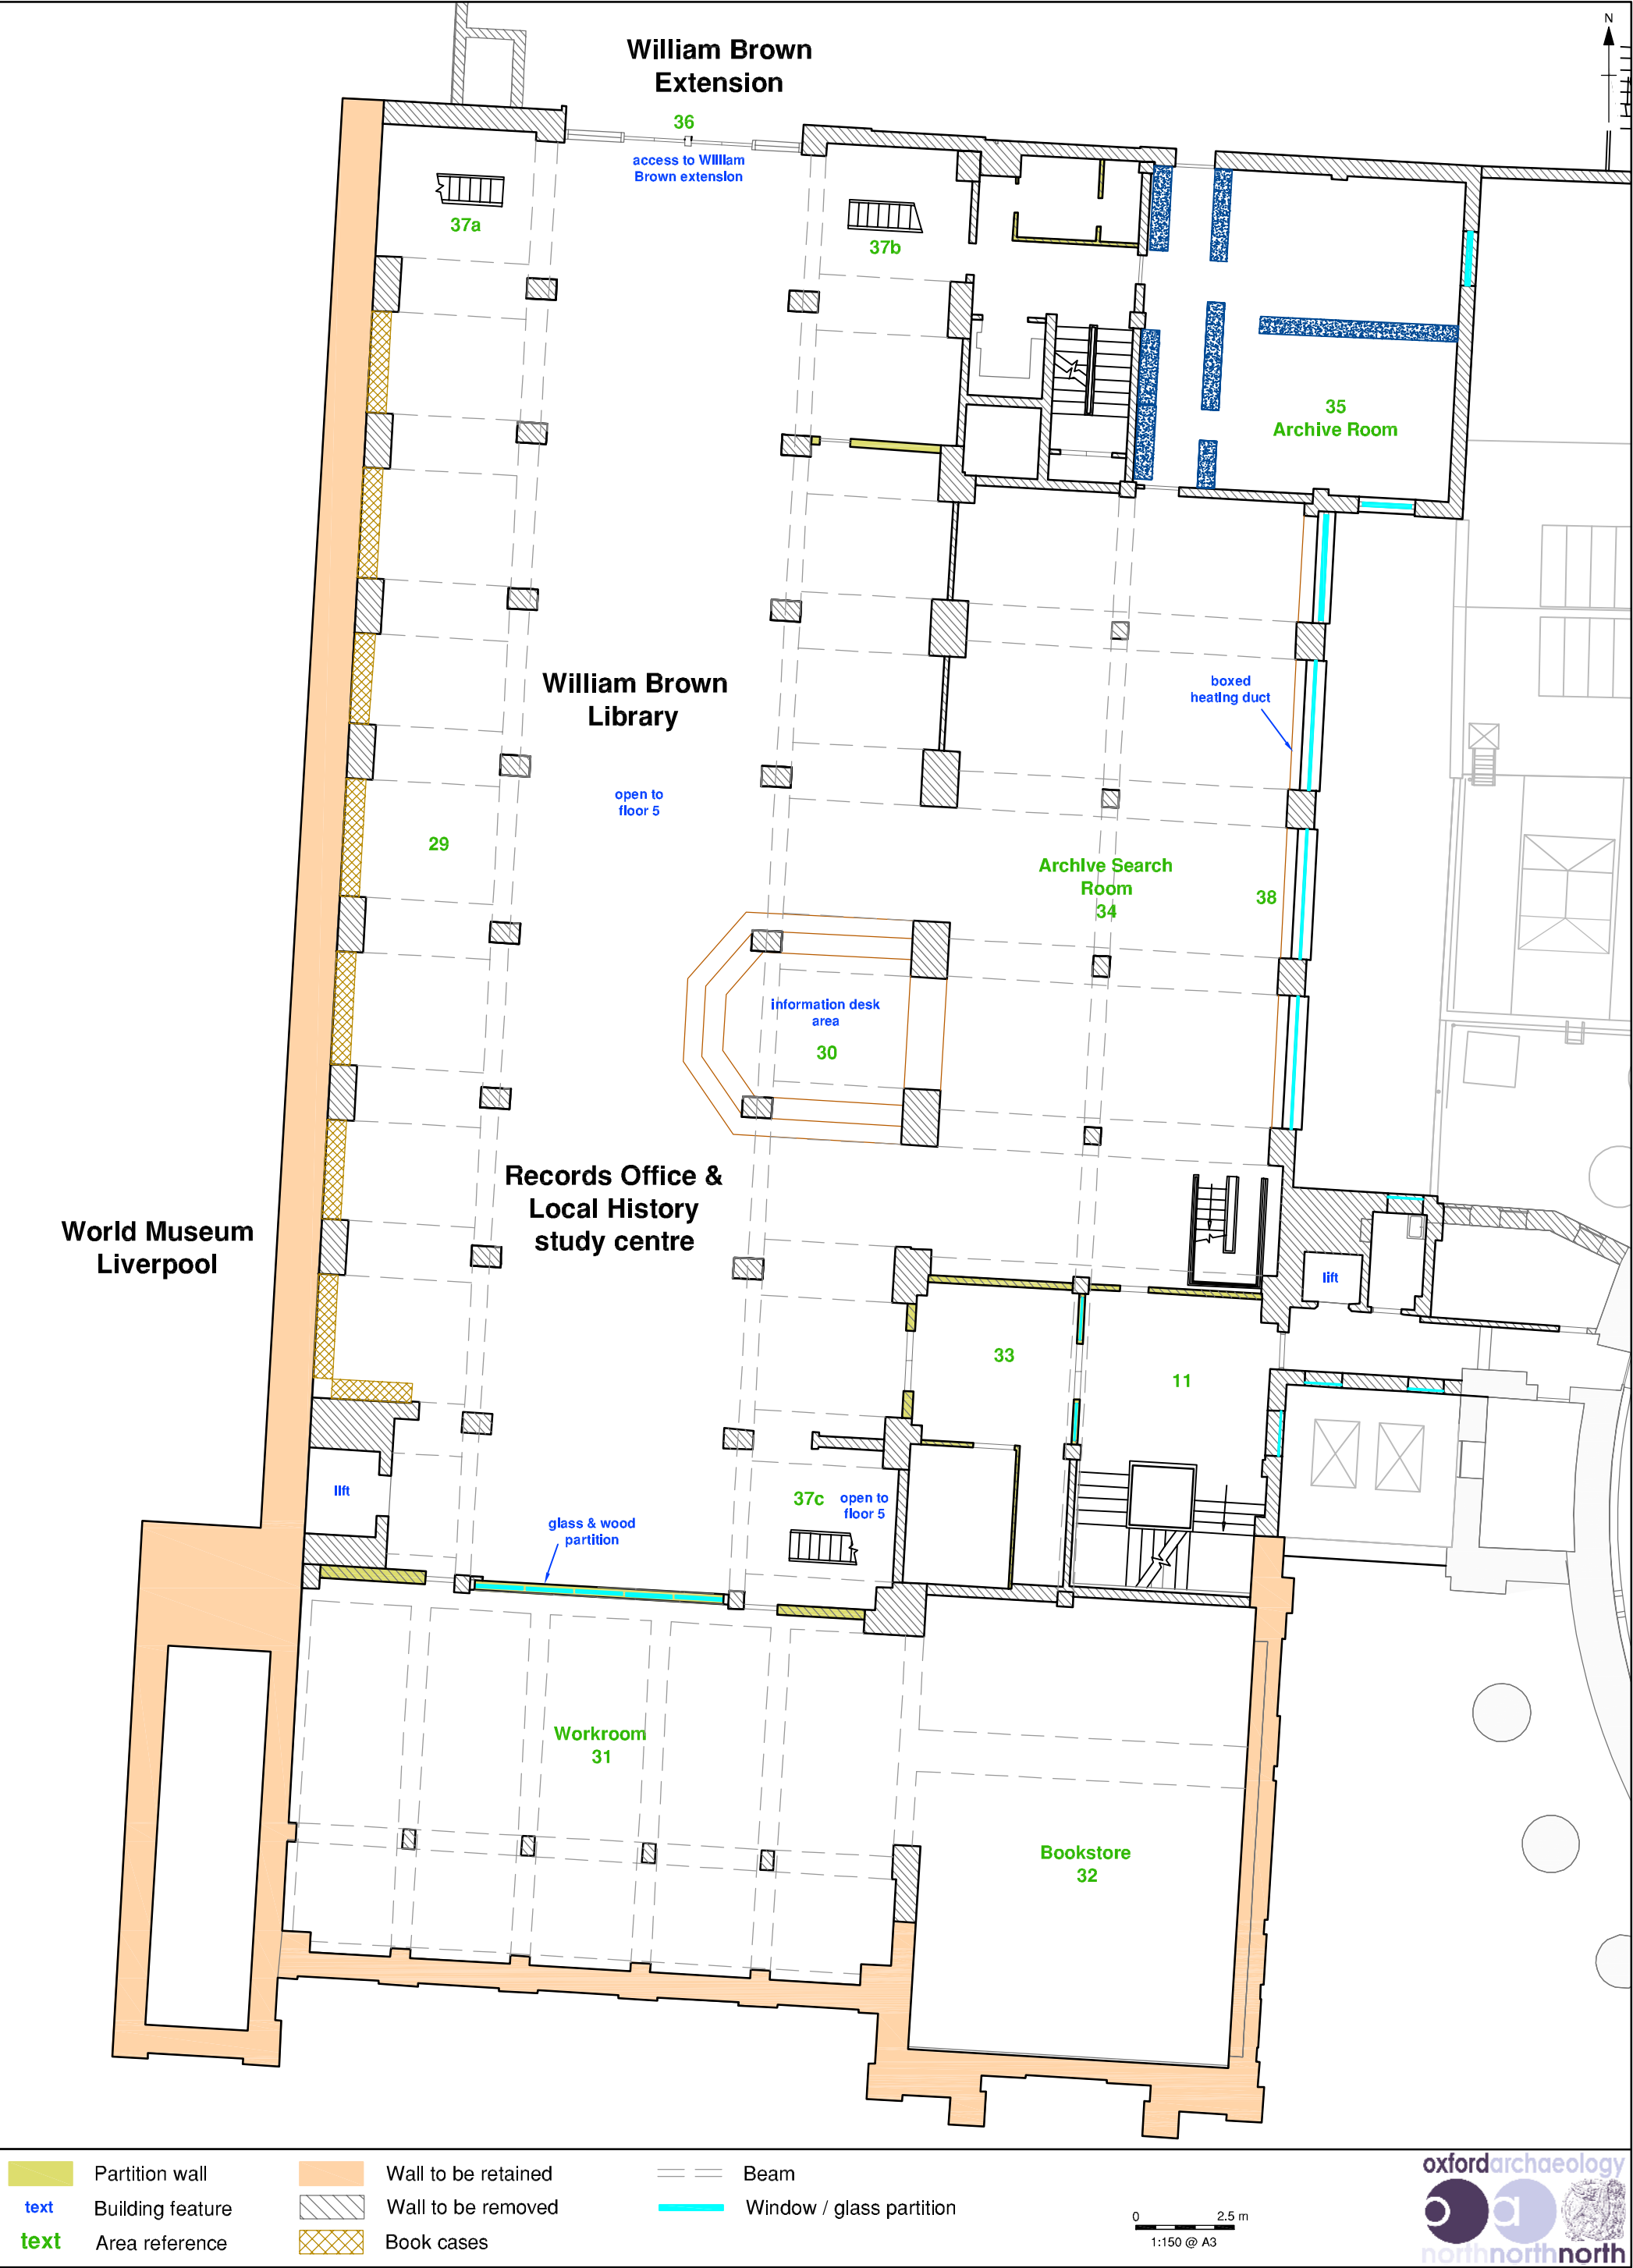 N
William Brown
Extension
36
access to William
Brown extension
37a
37b
35
Archive Room
William Brown
Library
boxed
heating duct
open to
floor 5
29
Archive Search
Room
34
38
information desk
area
30
Records Office &
Local History
study centre
World Museum
Liverpool
lift
33
11
lift
37c
open to
floor 5
glass & wood
partition
Workroom
31
Bookstore
32
Partition wall
Wall to be retained
Beam
text
Building feature
Wall to be removed
Window / glass partition
text
Area reference
Book cases
0
2.5 m
1:150 @ A3
oxfordarchaeology
oa
northnorthnorth